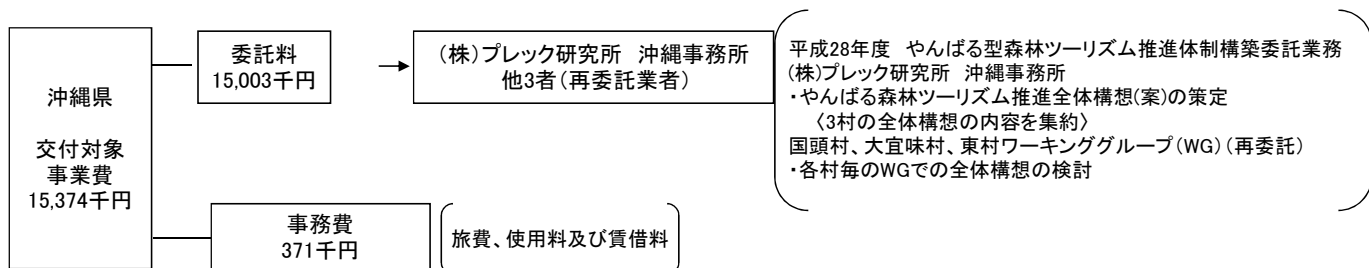 沖縄県
交付対象
事業費
15,374千円
委託料
15,003千円
(株)プレック研究所 沖縄事務所
他3者(再委託業者)
平成28年度 やんばる型森林ツーリズム推進体制構築委託業務
(株)プレック研究所 沖縄事務所
・やんばる森林ツーリズム推進全体構想(案)の策定
〈3村の全体構想の内容を集約〉
国頭村、大宜味村、東村ワーキンググループ(WG)(再委託)
・各村毎のWGでの全体構想の検討
事務費
371千円
旅費、使用料及び賃借料